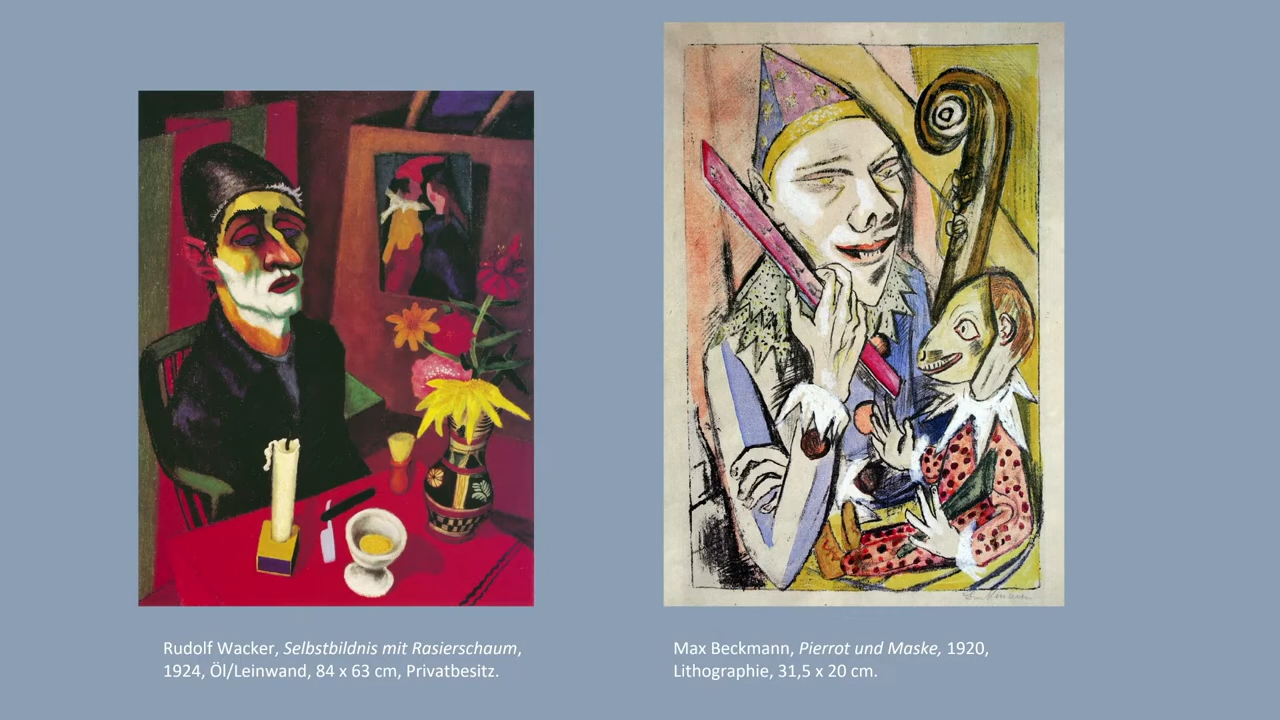 Rudolf Wacker, Selbstbildnis mit Rasierschaum,
1924, Öl/Leinwand, 84 x 63 cm, Privatbesitz.
Max Beckmann, Pierrot und Maske, 1920,
Lithographie, 31,5 x 20 cm.